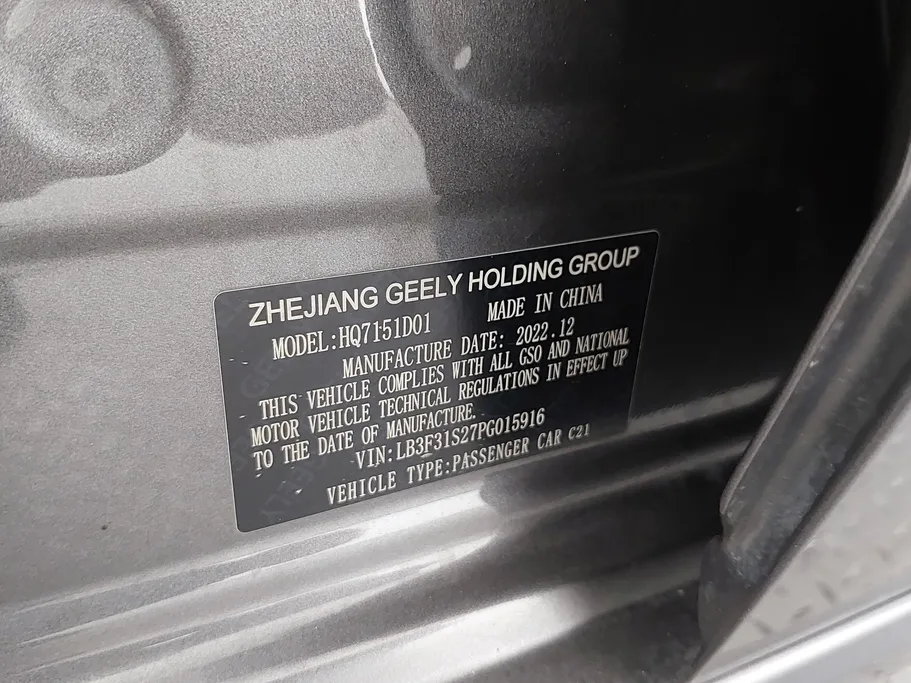 ZHEJIANG GEELY HOLDING GROUP
MODEL:HQ7151D01 MADE IN CHINA
MANUFACTURE DATE: 2022.12
THIS VEHICLE COMPLIES WITH ALL GSO AND NATIONAL
MOTOR VEHICLE TECHNICAL REGULATIONS IN EFFECT UP
TO THE DATE OF MANUFACTURE.
VIN:LB3F31S27PG015916
VEHICLE TYPE:PASSENGER CAR C21